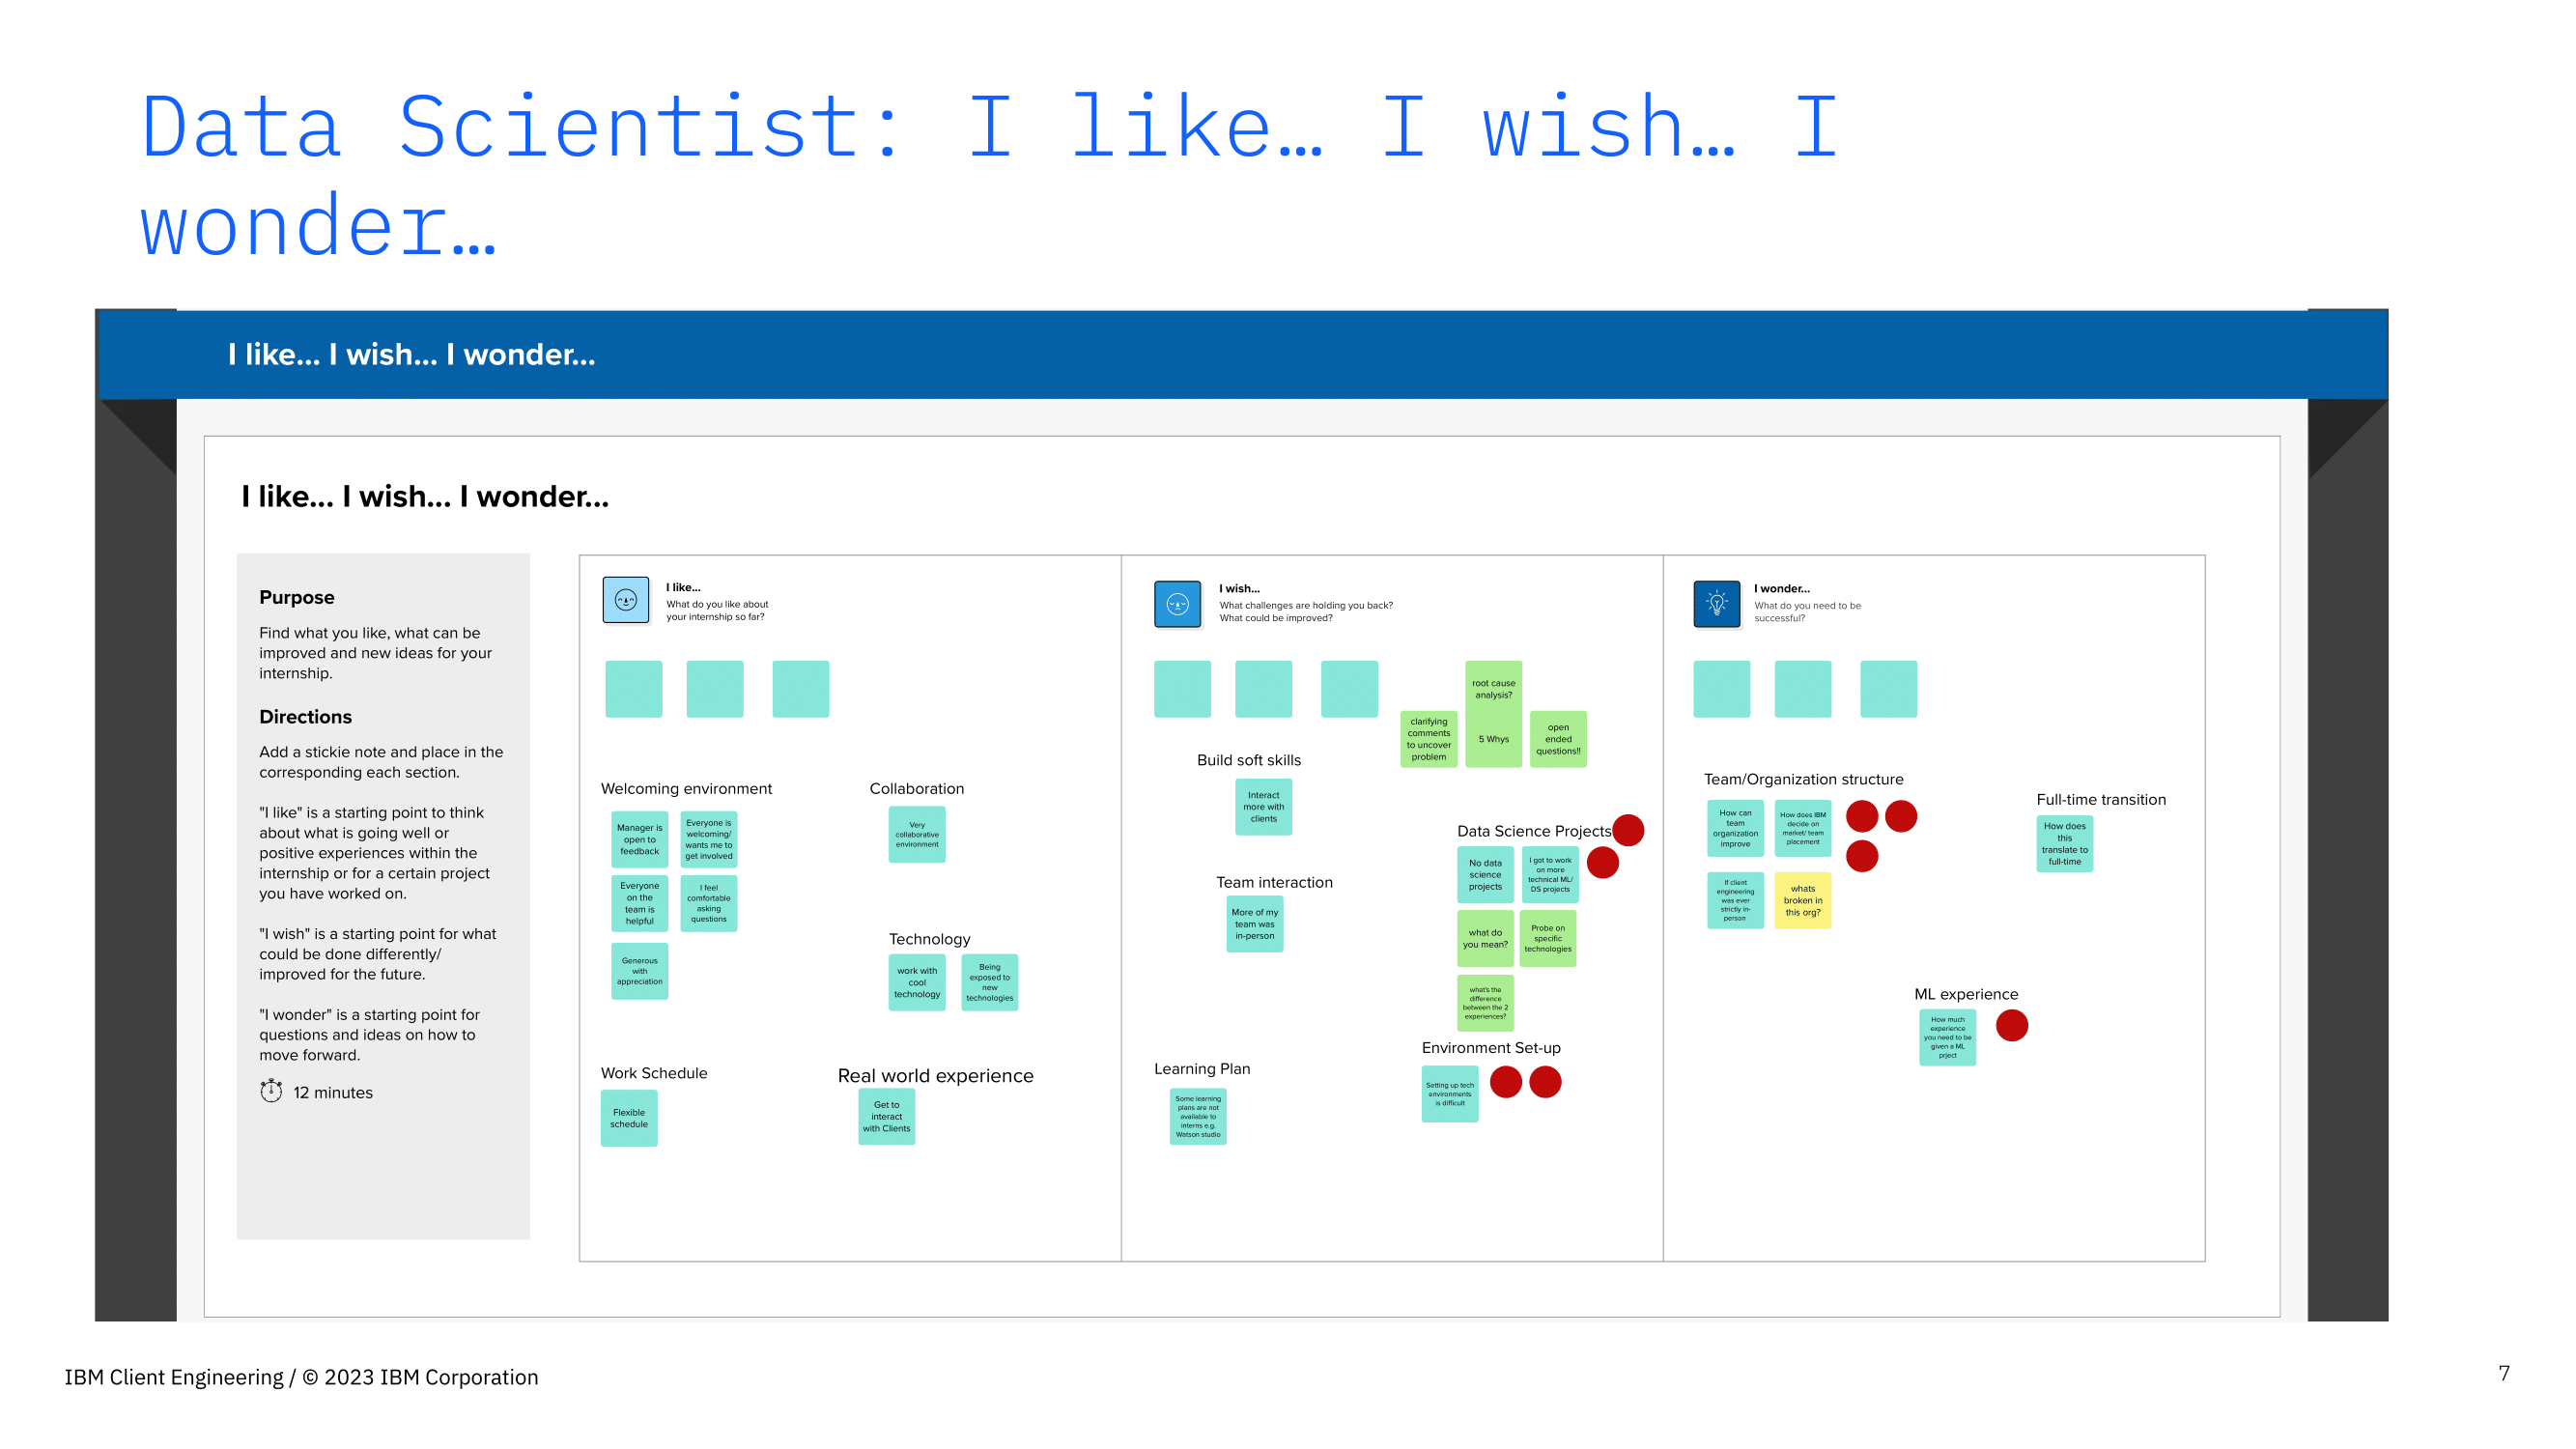 Data Scientist: I like… I wish… I
wonder…
I like... I wish... I wonder...
I like... I wish... I wonder...
Purpose
Find what you like, what can be
improved and new ideas for your
internship.
Directions
Add a stickie note and place in the
corresponding each section.
"I like" is a starting point to think
about what is going well or
positive experiences within the
internship or for a certain project
you have worked on.
"I wish" is a starting point for what
could be done differently/
improved for the future.
"I wonder" is a starting point for
questions and ideas on how to
move forward.
12 minutes
I like...
What do you like about
your internship so far?
Welcoming environment
Manager is
open to
feedback
Everyone is
welcoming/
wants me to
get involved
Everyone
on the
team is
helpful
I feel
comfortable
asking
questions
Generous
with
appreciation
Collaboration
Very
collaborative
environment
Technology
work with
cool
technology
Being
exposed to
new
technologies
Work Schedule
Flexible
schedule
Real world experience
Get to
interact
with Clients
I wish...
What challenges are holding you back?
What could be improved?
root cause
analysis?
clarifying
comments
to uncover
problem
5 Whys
open
ended
questions!!
Build soft skills
Interact
more with
clients
Team interaction
More of my
team was
in-person
Data Science Projects
No data
science
projects
I got to work
on more
technical ML/
DS projects
what do
you mean?
Probe on
specific
technologies
what's the
difference
between the 2
experiences?
Learning Plan
Some learning
plans are not
available to
interns e.g.
Watson studio
Environment Set-up
Setting up tech
environments
is difficult
I wonder...
What do you need to be
successful?
Team/Organization structure
How can
team
organization
improve
How does IBM
decide on
market/ team
placement
If client
engineering
was ever
strictly in-
person
whats
broken in
this org?
Full-time transition
How does
this
translate to
full-time
ML experience
How much
experience
you need to be
given a ML
prject
IBM Client Engineering / © 2023 IBM Corporation
7